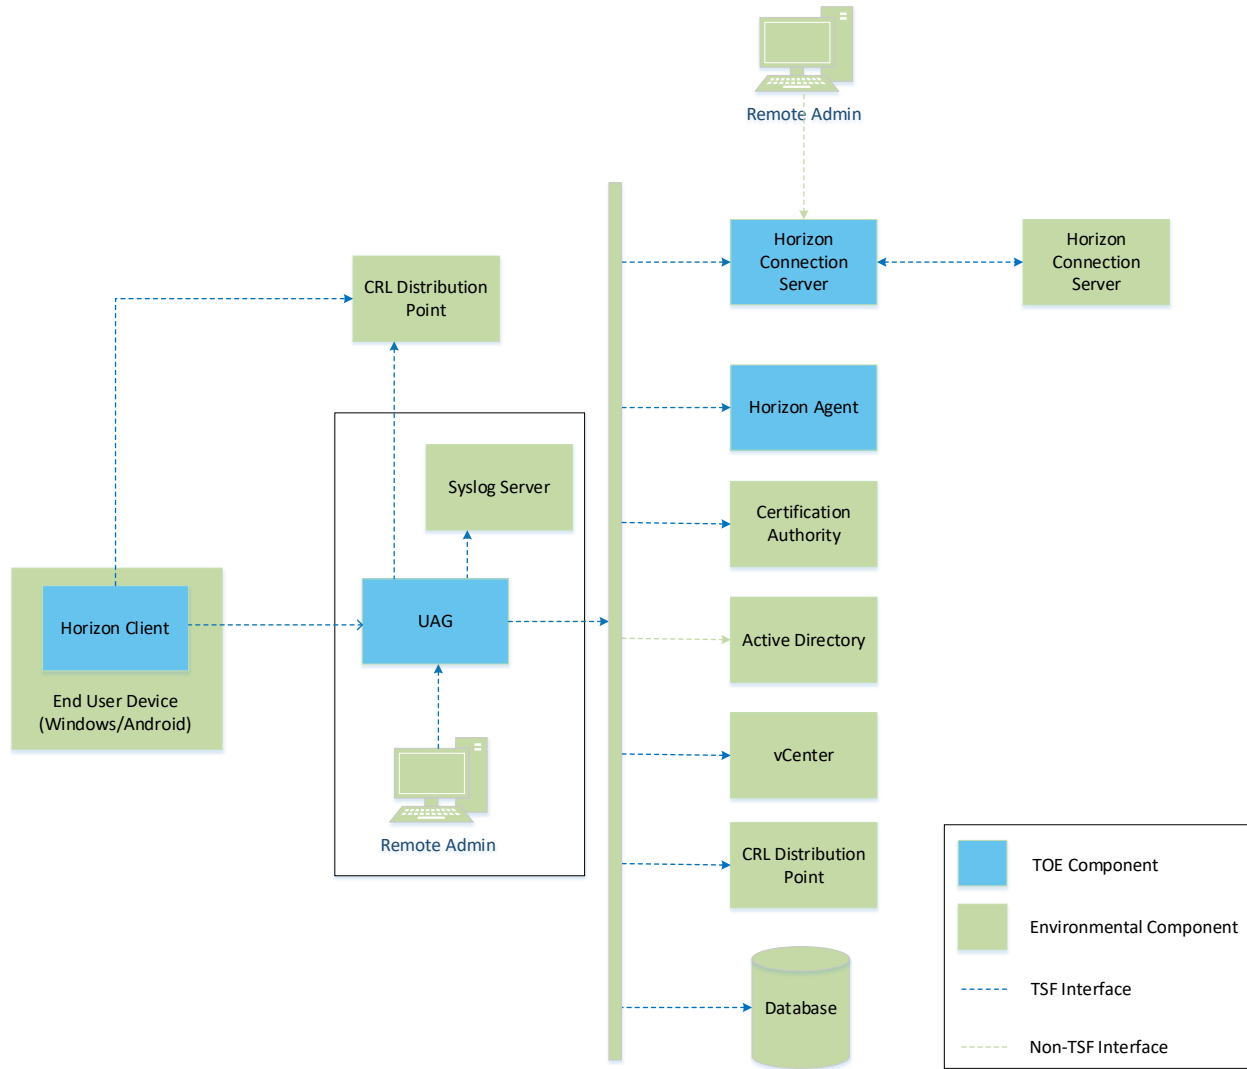 Remote Admin
Horizon
Connection
Server
Horizon
Connection
Server
CRL Distribution
Point
Horizon Agent
Syslog Server
Certification
Authority
Horizon Client
UAG
Active Directory
End User Device
(Windows/Android)
vCenter
Remote Admin
CRL Distribution
Point
Database
TOE Component
Environmental Component
TSF Interface
Non-TSF Interface